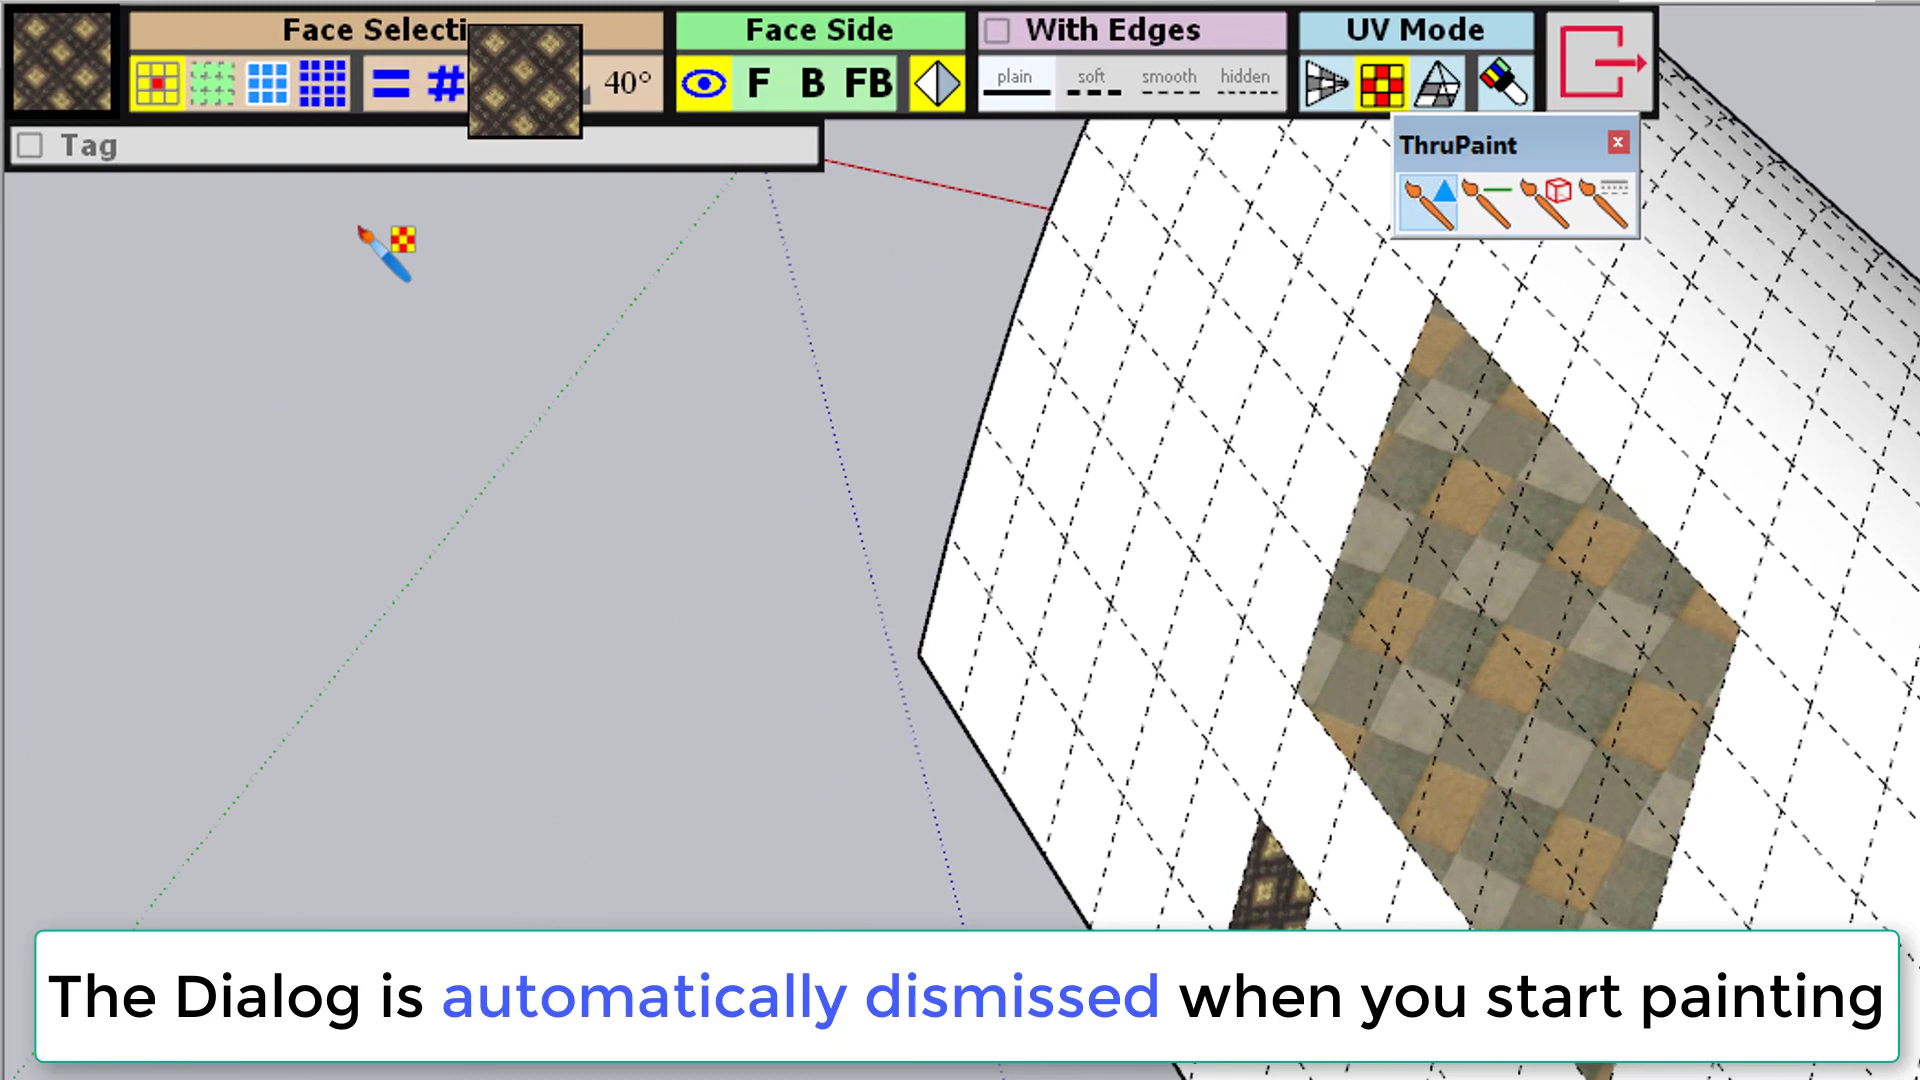 Face Selecti
Face Side
With Edges
UV Mode
40°
F B FB
plain soft smooth hidden
Tag
ThruPaint
The Dialog is automatically dismissed when you start painting